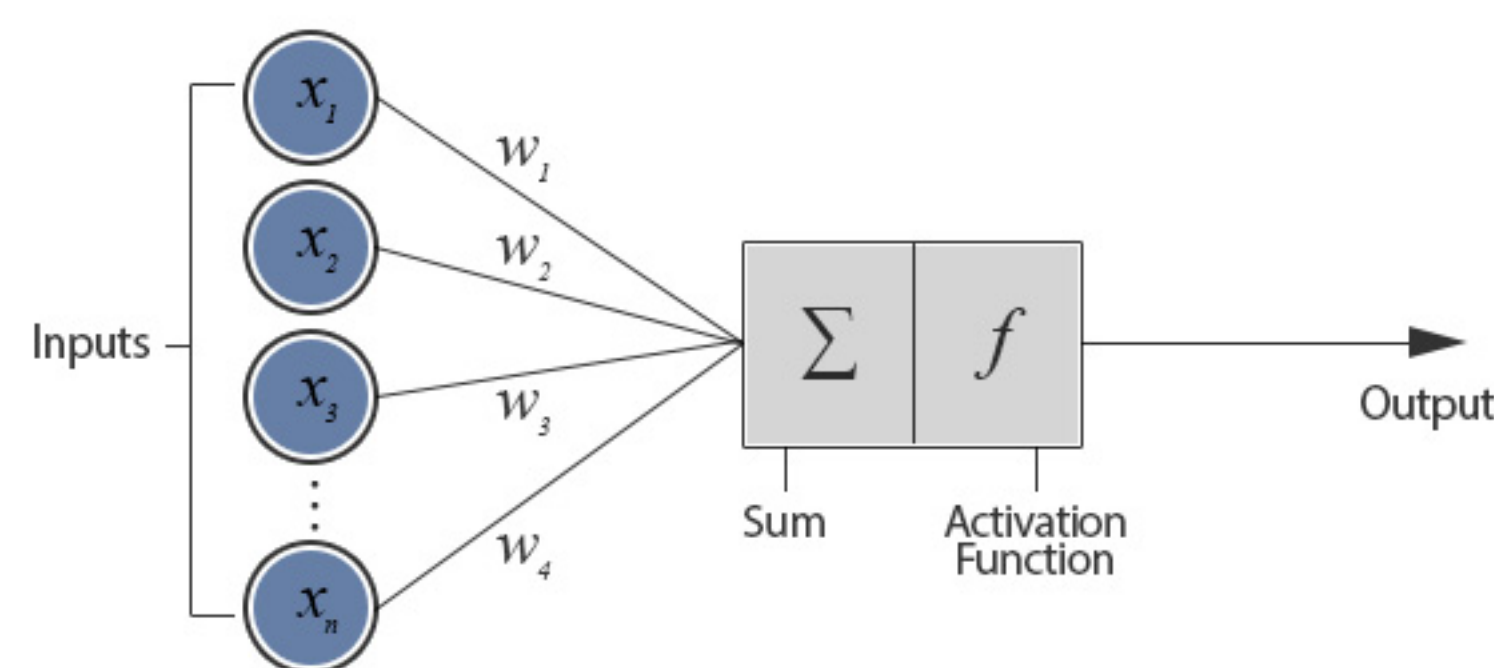 x₁
w₁
x₂
w₂
Inputs
x₃
w₃
∑
f
Output
Sum
Activation
Function
w₄
xₙ